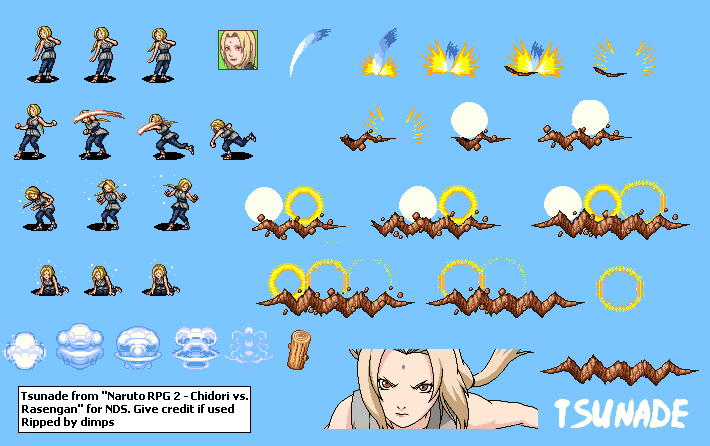 Tsunade from "Naruto RPG 2 - Chidori vs.
Rasengan" for NDS. Give credit if used
Ripped by dimps
TSUNADE